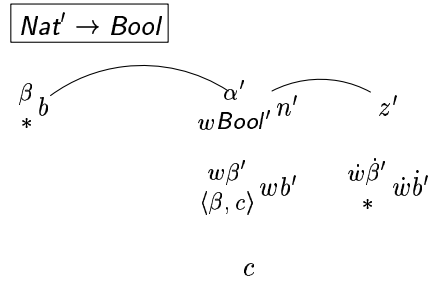 Nat′ → Bool
β b α′ n′ z′
* wBool′
wβ′ wb′ ẇβ̇′ ẇḃ′
⟨β, c⟩ *
c